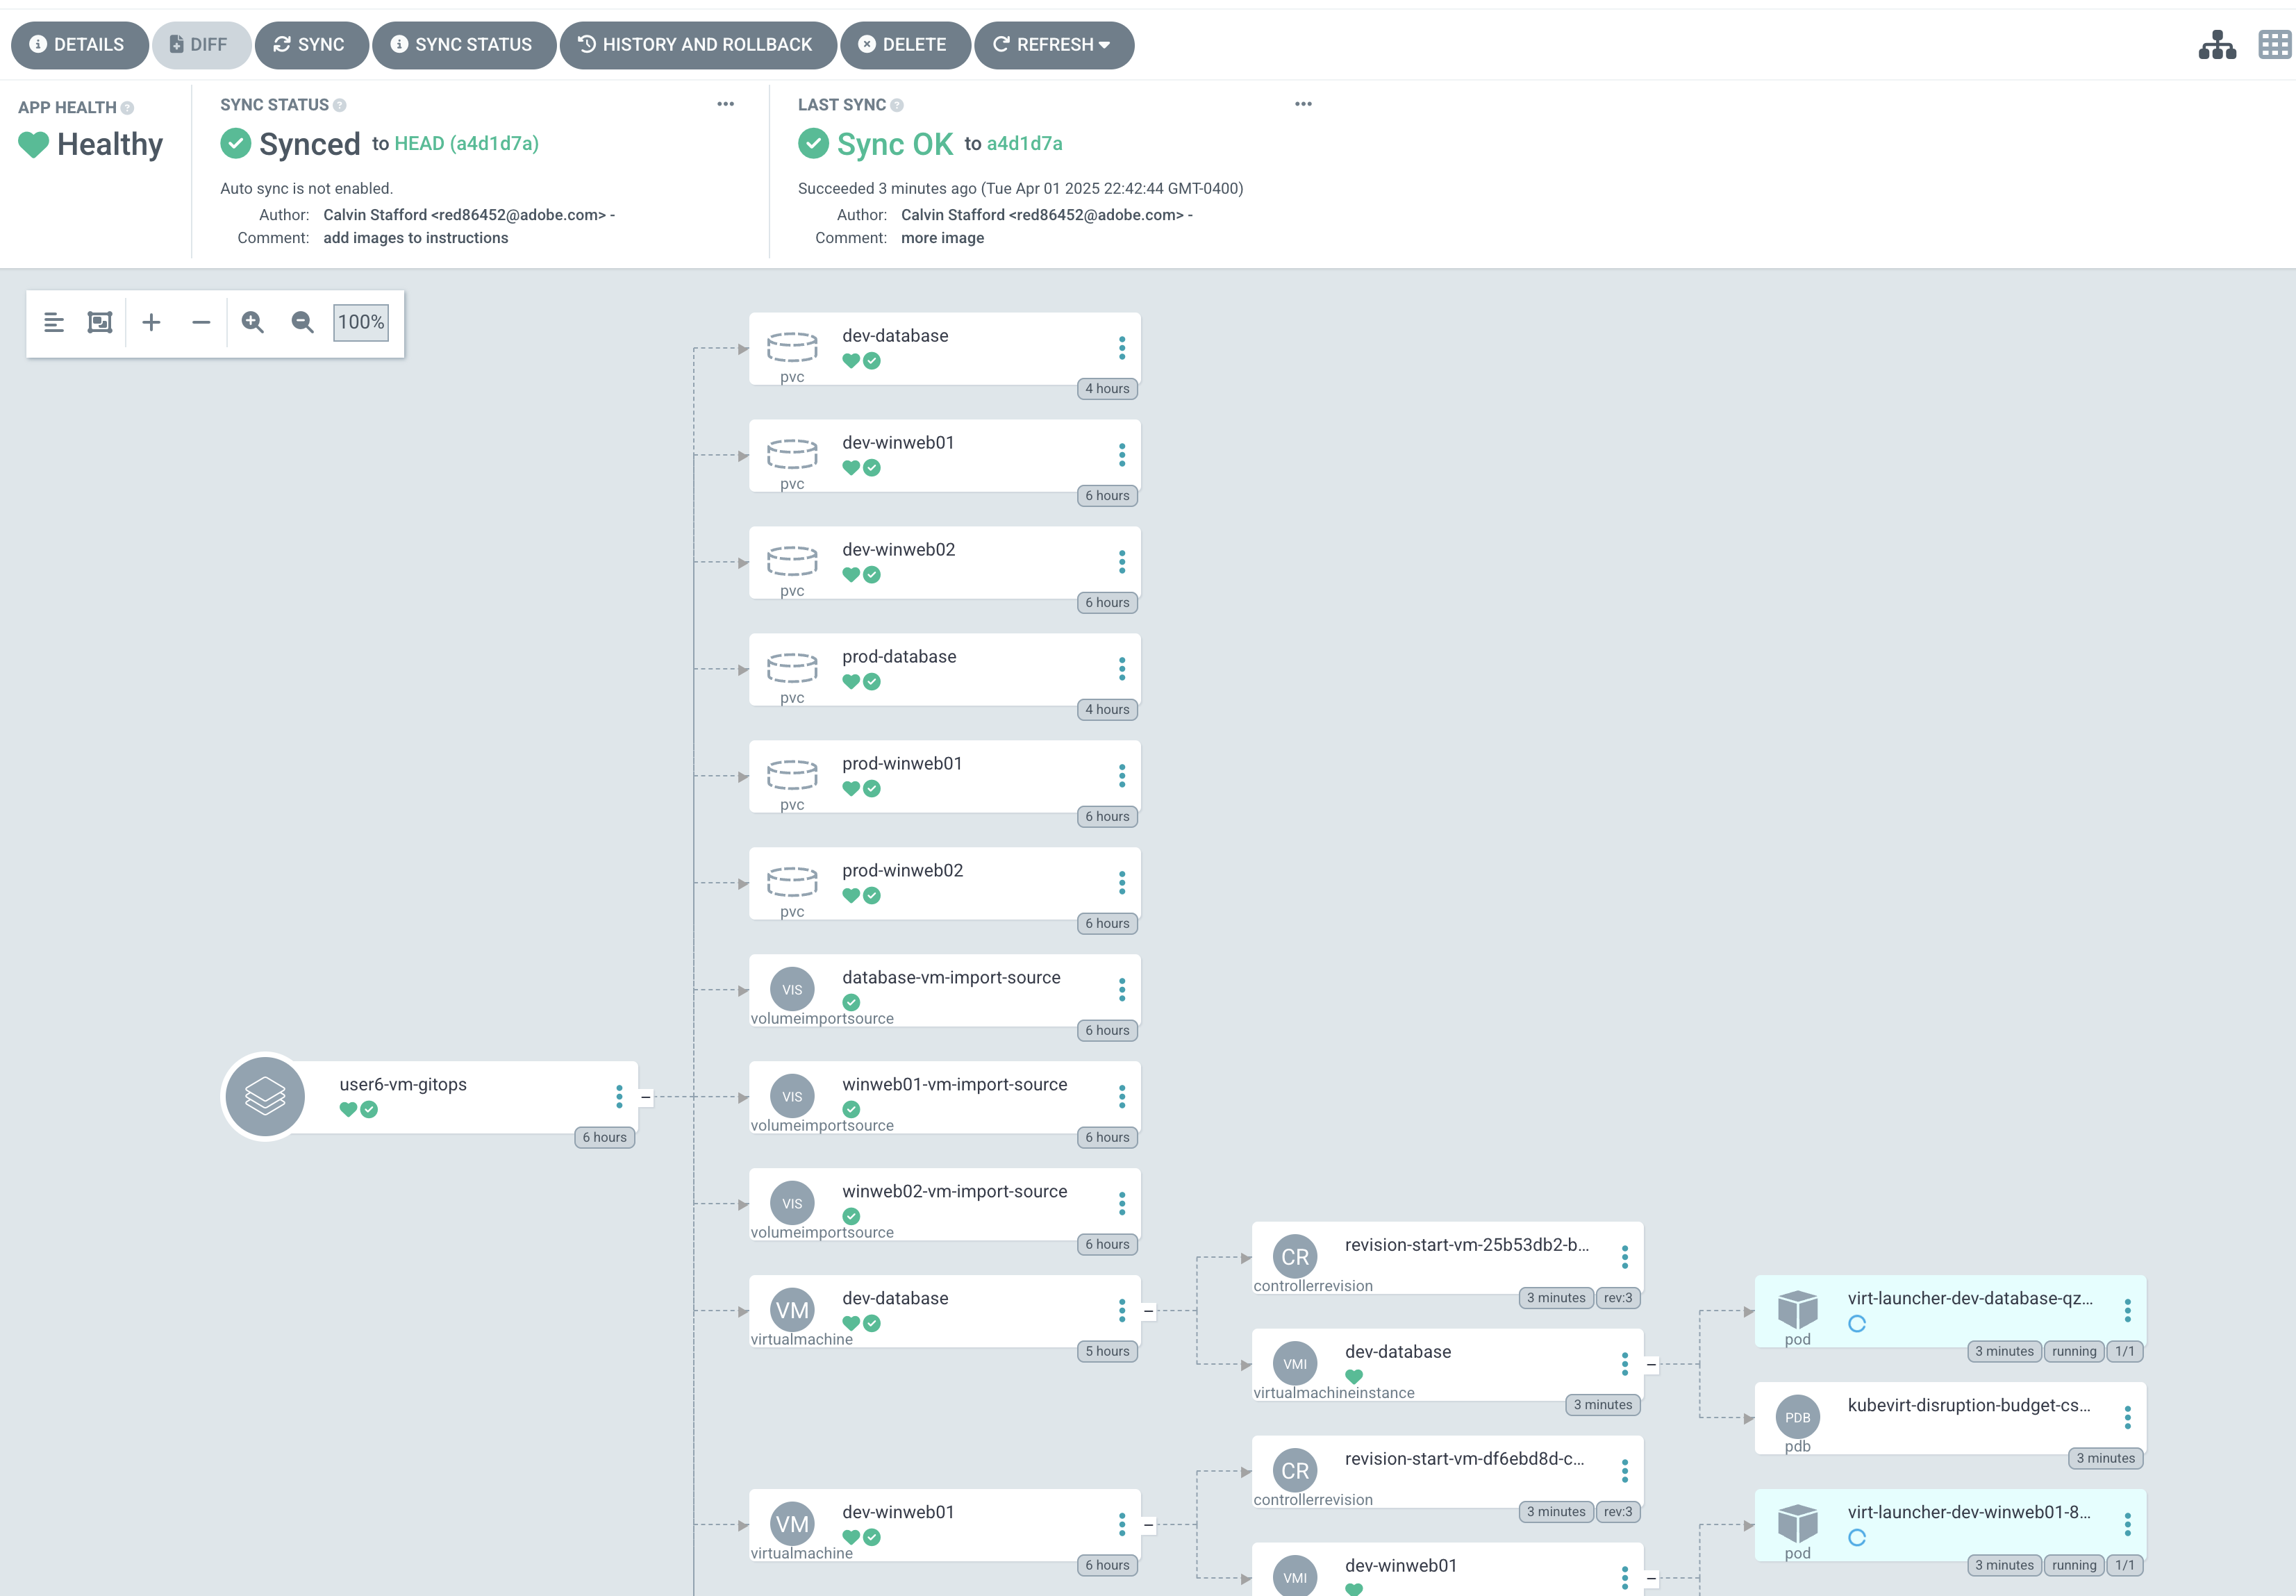 DETAILS
DIFF
SYNC
SYNC STATUS
HISTORY AND ROLLBACK
DELETE
REFRESH
APP HEALTH
Healthy
SYNC STATUS
Synced to HEAD (a4d1d7a)
Auto sync is not enabled.
Author: Calvin Stafford <red86452@adobe.com> -
Comment: add images to instructions
LAST SYNC
Sync OK to a4d1d7a
Succeeded 3 minutes ago (Tue Apr 01 2025 22:42:44 GMT-0400)
Author: Calvin Stafford <red86452@adobe.com> -
Comment: more image
100%
user6-vm-gitops
6 hours
dev-database
pvc
4 hours
dev-winweb01
pvc
6 hours
dev-winweb02
pvc
6 hours
prod-database
pvc
4 hours
prod-winweb01
pvc
6 hours
prod-winweb02
pvc
6 hours
VIS
database-vm-import-source
volumeimportsource
6 hours
VIS
winweb01-vm-import-source
volumeimportsource
6 hours
VIS
winweb02-vm-import-source
volumeimportsource
6 hours
VM
dev-database
virtualmachine
5 hours
VM
dev-winweb01
virtualmachine
6 hours
CR
revision-start-vm-25b53db2-b...
controllerrevision
3 minutes rev:3
VMI
dev-database
virtualmachineinstance
3 minutes
CR
revision-start-vm-df6ebd8d-c...
controllerrevision
3 minutes rev:3
VMI
dev-winweb01
virt-launcher-dev-database-qz...
pod
3 minutes running 1/1
PDB
kubevirt-disruption-budget-cs...
pdb
3 minutes
virt-launcher-dev-winweb01-8...
pod
3 minutes running 1/1